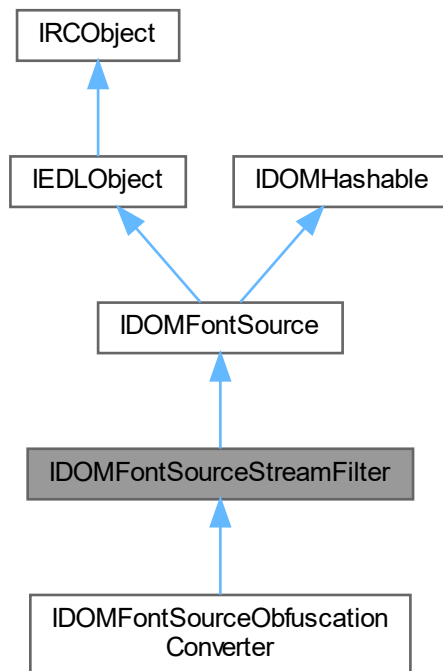 IRCObject
IEDLObject
IDOMHashable
IDOMFontSource
IDOMFontSourceStreamFilter
IDOMFontSourceObfuscation
Converter